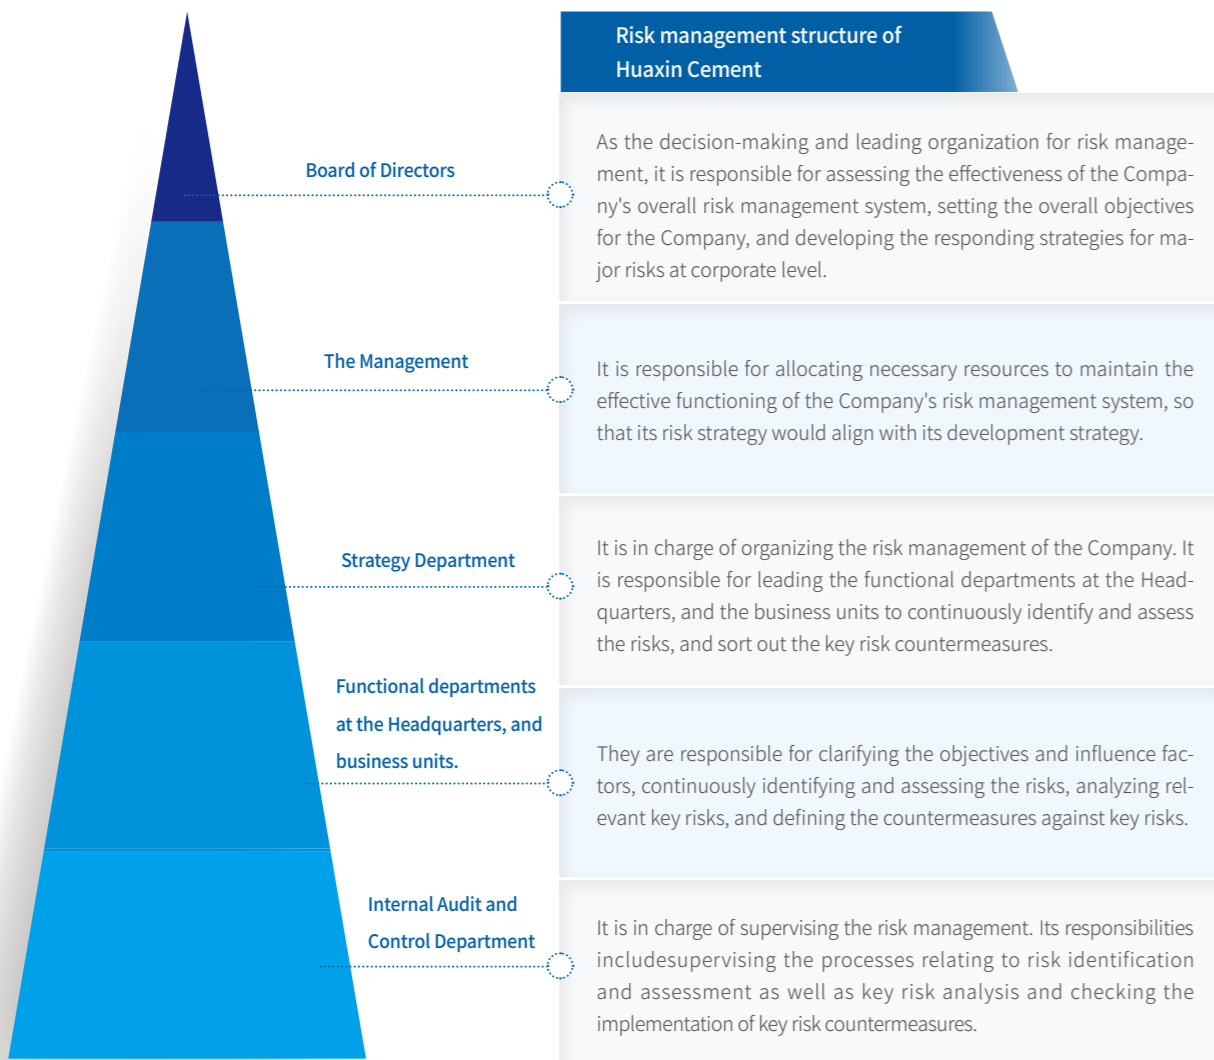 Risk management structure of
Huaxin Cement
Board of Directors
As the decision-making and leading organization for risk manage-
ment, it is responsible for assessing the effectiveness of the Compa-
ny's overall risk management system, setting the overall objectives
for the Company, and developing the responding strategies for ma-
jor risks at corporate level.
The Management
It is responsible for allocating necessary resources to maintain the
effective functioning of the Company's risk management system, so
that its risk strategy would align with its development strategy.
Strategy Department
It is in charge of organizing the risk management of the Company. It
is responsible for leading the functional departments at the Head-
quarters, and the business units to continuously identify and assess
the risks, and sort out the key risk countermeasures.
Functional departments
at the Headquarters, and
business units.
They are responsible for clarifying the objectives and influence fac-
tors, continuously identifying and assessing the risks, analyzing rel-
evant key risks, and defining the countermeasures against key risks.
Internal Audit and
Control Department
It is in charge of supervising the risk management. Its responsibilities
includesupervising the processes relating to risk identification
and assessment as well as key risk analysis and checking the
implementation of key risk countermeasures.